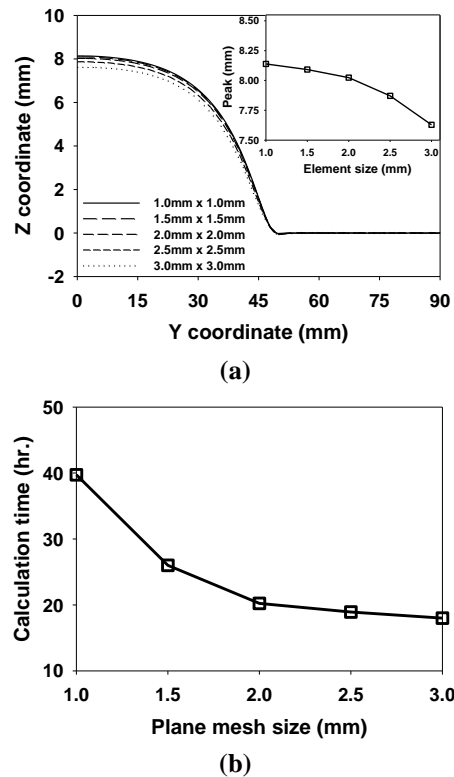 10
8
6
4
2
0
-2
Z coordinate (mm)
0 15 30 45 60 75 90
Y coordinate (mm)
1.0mm x 1.0mm
1.5mm x 1.5mm
2.0mm x 2.0mm
2.5mm x 2.5mm
3.0mm x 3.0mm
8.50
8.25
8.00
7.75
7.50
Peak (mm)
1.0 1.5 2.0 2.5 3.0
Element size (mm)
(a)
50
40
30
20
10
Calculation time (hr.)
1.0 1.5 2.0 2.5 3.0
Plane mesh size (mm)
(b)